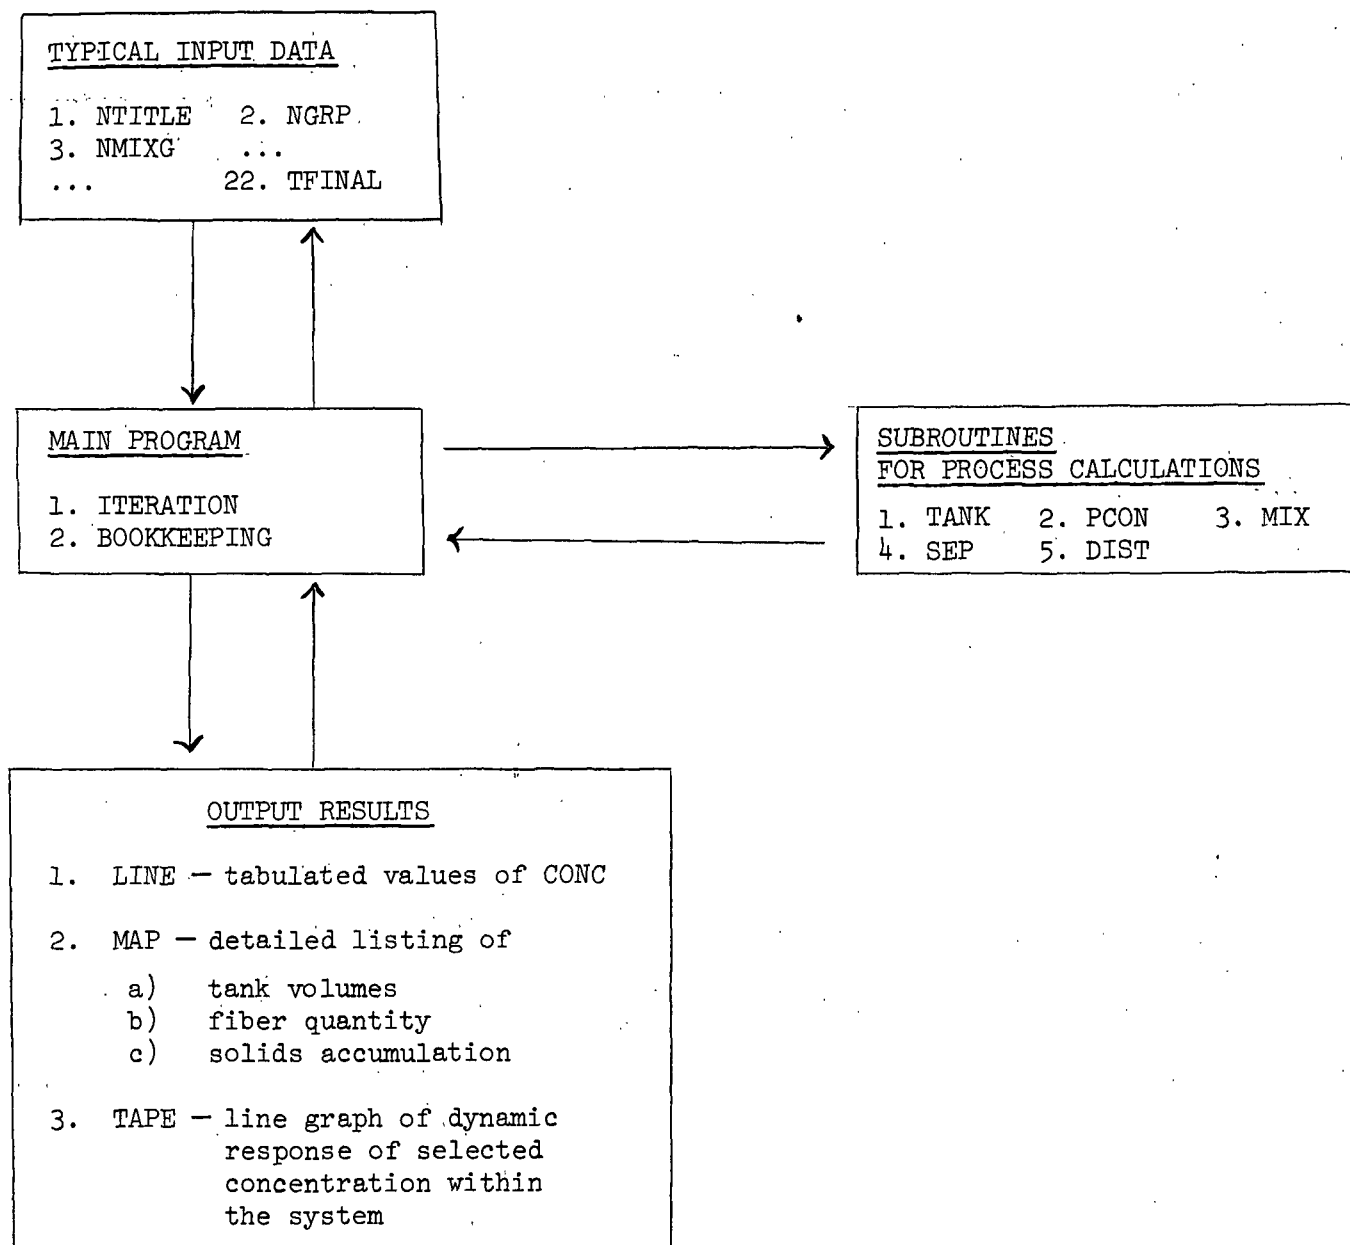 TYPICAL INPUT DATA
1. NTITLE 2. NGRP
3. NMIXG ...
... 22. TFINAL
MAIN PROGRAM
1. ITERATION
2. BOOKKEEPING
SUBROUTINES
FOR PROCESS CALCULATIONS
1. TANK 2. PCON 3. MIX
4. SEP 5. DIST
OUTPUT RESULTS
1. LINE — tabulated values of CONC
2. MAP — detailed listing of
a) tank volumes
b) fiber quantity
c) solids accumulation
3. TAPE — line graph of dynamic
response of selected
concentration within
the system